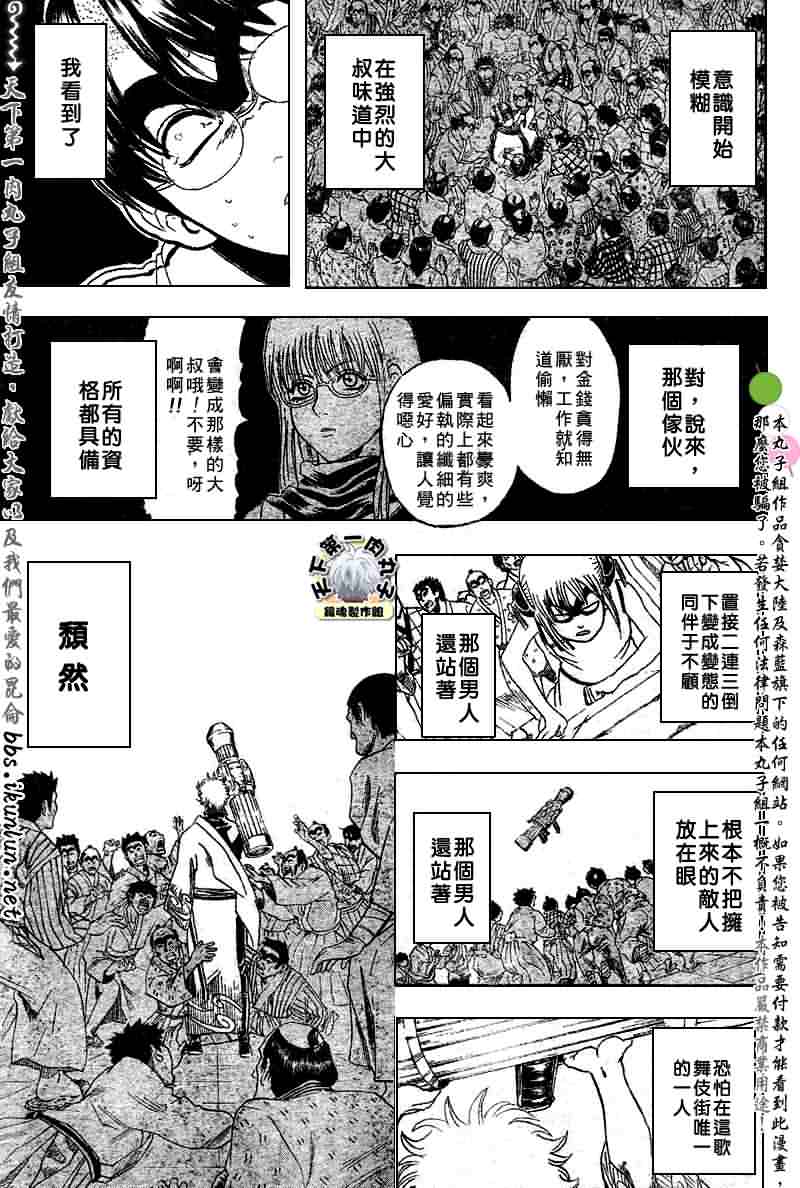 意識開始
模糊
在強烈的大
叔味道中
我看到了
對，說來，
那個傢伙
對金錢貪得無
厭，工作就知
道偷懶
看起來豪爽，
實際上都有些
偏執的纖細的
愛好，讓人覺
得噁心
會變成那樣的大
叔哦！不要，呀
啊啊!!
所有的資
格都具備
置接二連三倒
下變成變態的
同伴于不顧
那個男人
還站著
根本不把擁
上來的敵人
放在眼
那個男人
還站著
恐怕在這歌
舞伎街唯一
的一人
頹然
天下第一肉丸子
銀魂製作館
天下第一肉丸子組友情打造，獻給大家以及我們最愛的昆侖bbs.ikunlun.net
本丸子組作品貪婪大陸及森藍旗下的任何網站。如果您被告知需要付款才能看到此漫畫，
那麼您被騙了。若發生任何法律問題本丸子組一概不負責！本作品嚴禁商業用途！